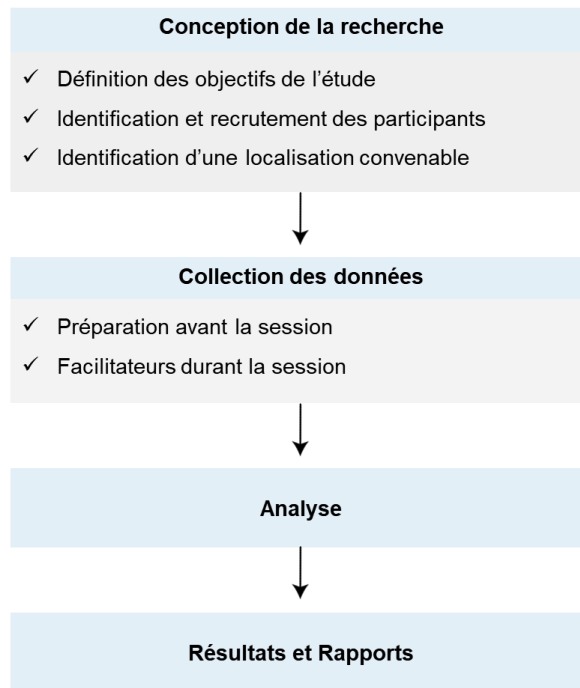 Conception de la recherche
✓ Définition des objectifs de l'étude
✓ Identification et recrutement des participants
✓ Identification d'une localisation convenable
Collection des données
✓ Préparation avant la session
✓ Facilitateurs durant la session
Analyse
Résultats et Rapports